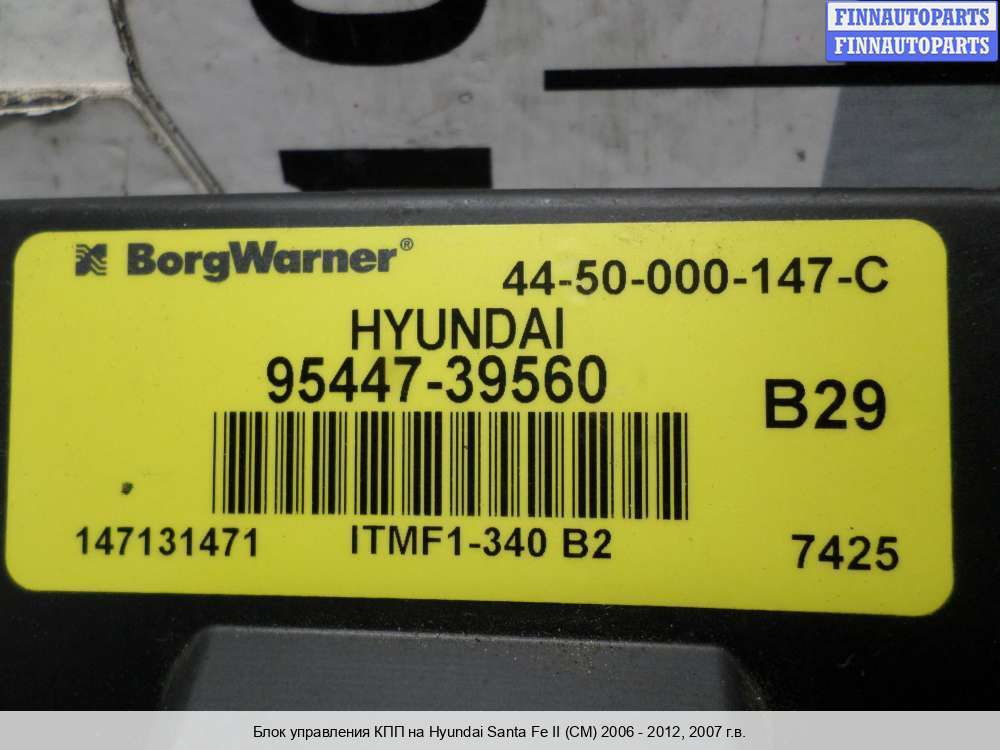 FINNAUTOPARTS
FINNAUTOPARTS
BorgWarner®
44-50-000-147-C
HYUNDAI
95447-39560
B29
147131471
ITMF1-340 B2
7425
Блок управления КПП на Hyundai Santa Fe II (CM) 2006 - 2012, 2007 г.в.